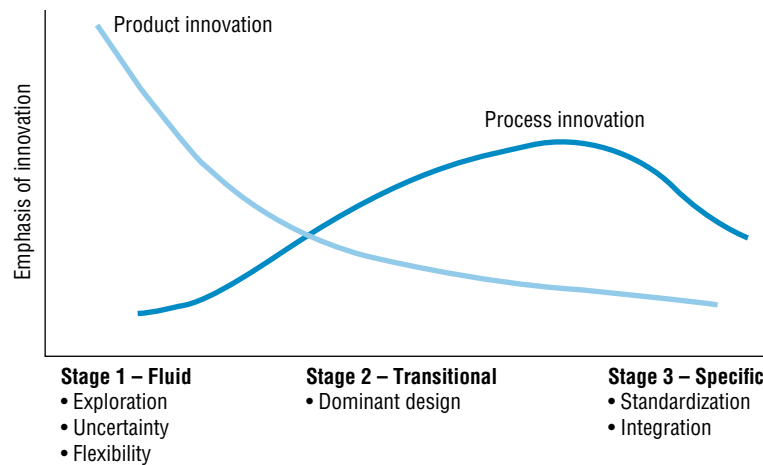 Product innovation
Process innovation
Emphasis of innovation
Stage 1 – Fluid
• Exploration
• Uncertainty
• Flexibility
Stage 2 – Transitional
• Dominant design
Stage 3 – Specific
• Standardization
• Integration